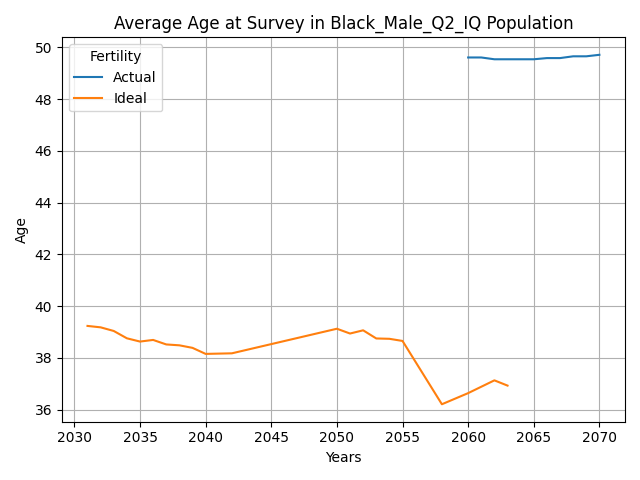 Average Age at Survey in Black_Male_Q2_IQ Population
Fertility
Actual
Ideal
Age
50
48
46
44
42
40
38
36
2030 2035 2040 2045 2050 2055 2060 2065 2070
Years